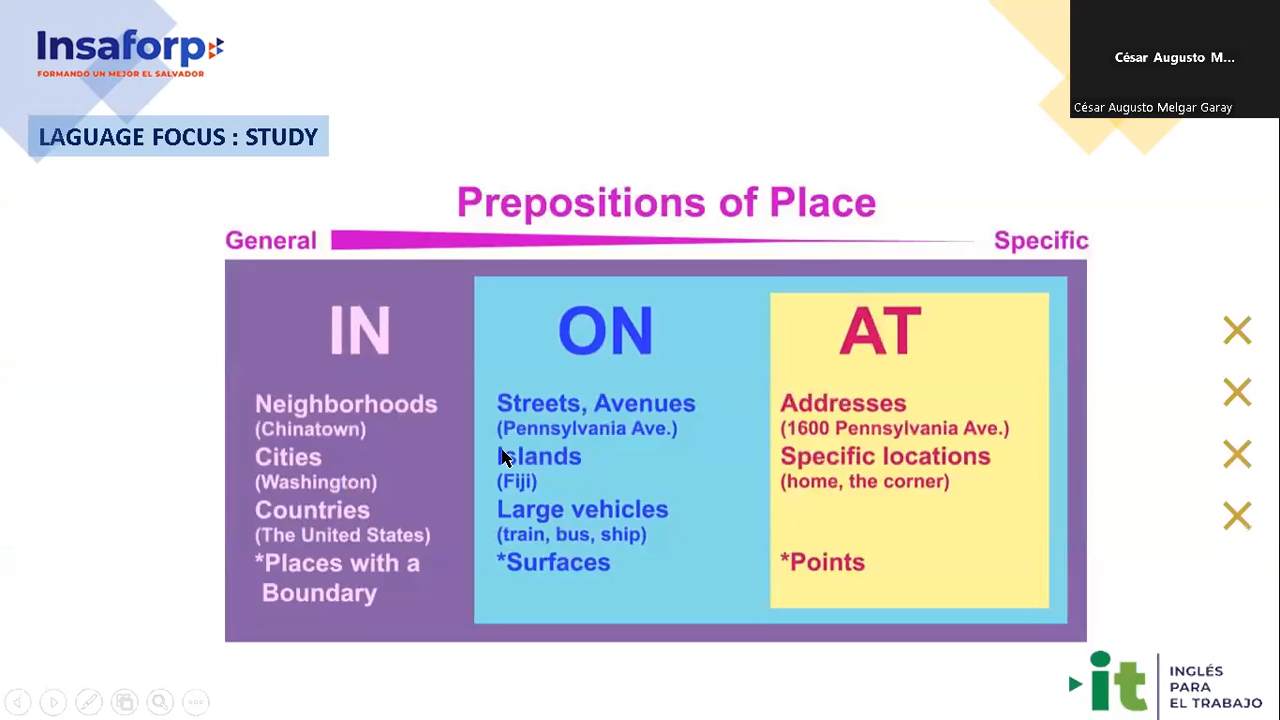 Insaforp
FORMANDO UN MEJOR EL SALVADOR
César Augusto M...
César Augusto Melgar Garay
LAGUAGE FOCUS : STUDY
Prepositions of Place
General
Specific
IN
Neighborhoods
(Chinatown)
Cities
(Washington)
Countries
(The United States)
*Places with a
Boundary
ON
Streets, Avenues
(Pennsylvania Ave.)
Islands
(Fiji)
Large vehicles
(train, bus, ship)
*Surfaces
AT
Addresses
(1600 Pennsylvania Ave.)
Specific locations
(home, the corner)
*Points
it
INGLÉS
PARA
EL TRABAJO